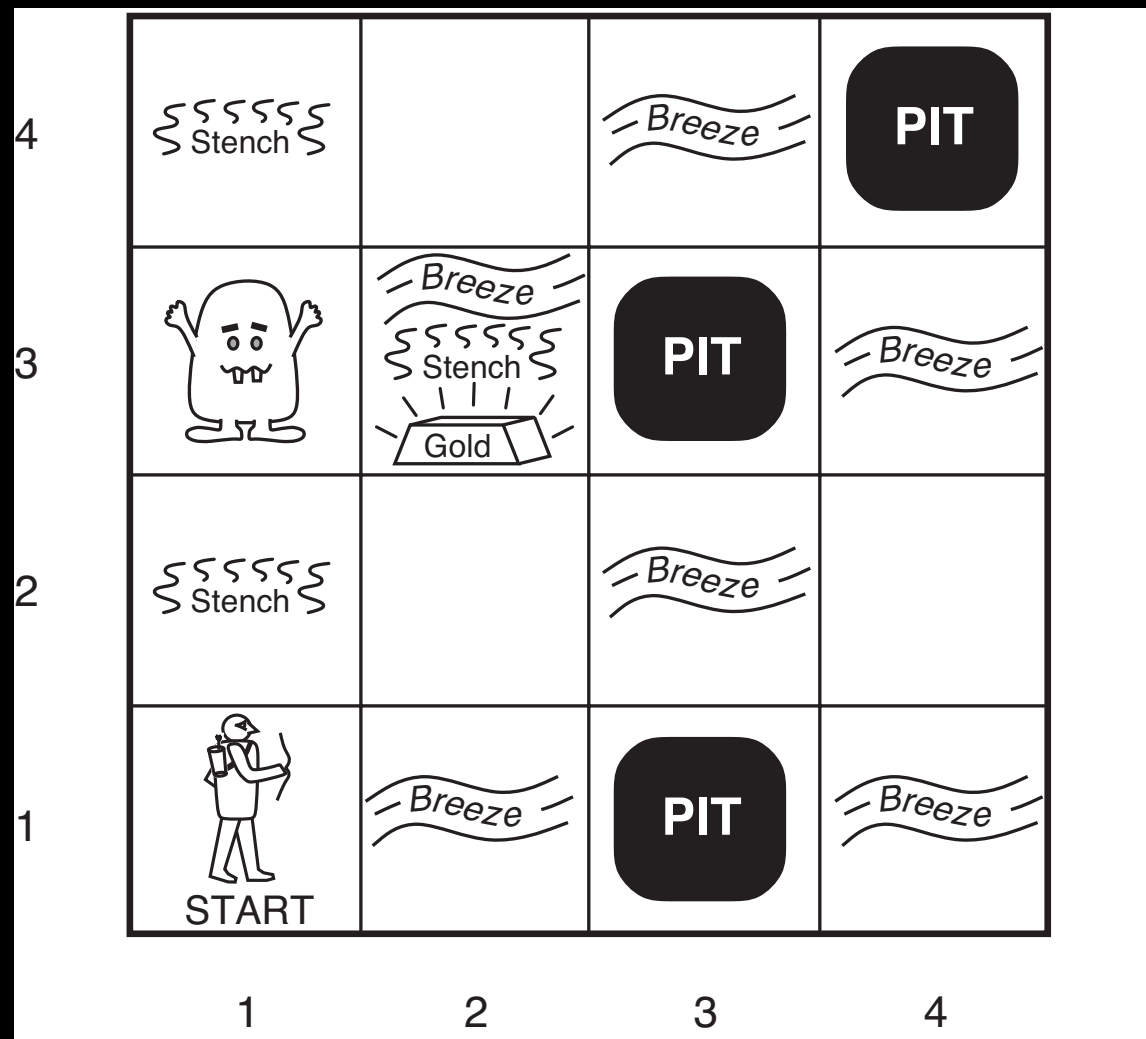 4
Stench
Breeze
PIT
3
Breeze
Stench
Gold
PIT
Breeze
2
Stench
Breeze
1
START
Breeze
PIT
Breeze
1 2 3 4